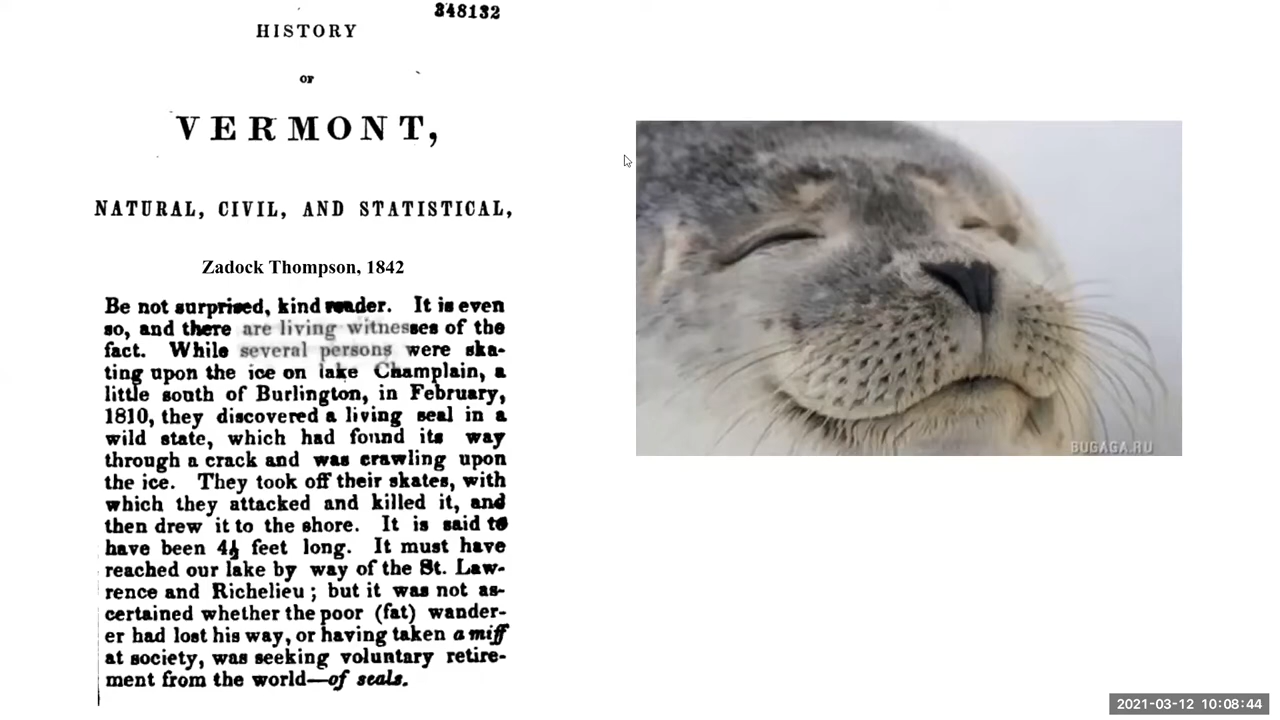 348132
HISTORY
OF
VERMONT,
NATURAL, CIVIL, AND STATISTICAL,
Zadock Thompson, 1842
Be not surprised, kind reader. It is even
so, and there are living witnesses of the
fact. While several persons were ska-
ting upon the ice on lake Champlain, a
little south of Burlington, in February,
1810, they discovered a living seal in a
wild state, which had found its way
through a crack and was crawling upon
the ice. They took off their skates, with
which they attacked and killed it, and
then drew it to the shore. It is said to
have been 4½ feet long. It must have
reached our lake by way of the St. Law-
rence and Richelieu ; but it was not as-
certained whether the poor (fat) wander-
er had lost his way, or having taken a miff
at society, was seeking voluntary retire-
ment from the world—of seals.
BUGAGA.RU
2021-03-12 10:08:44